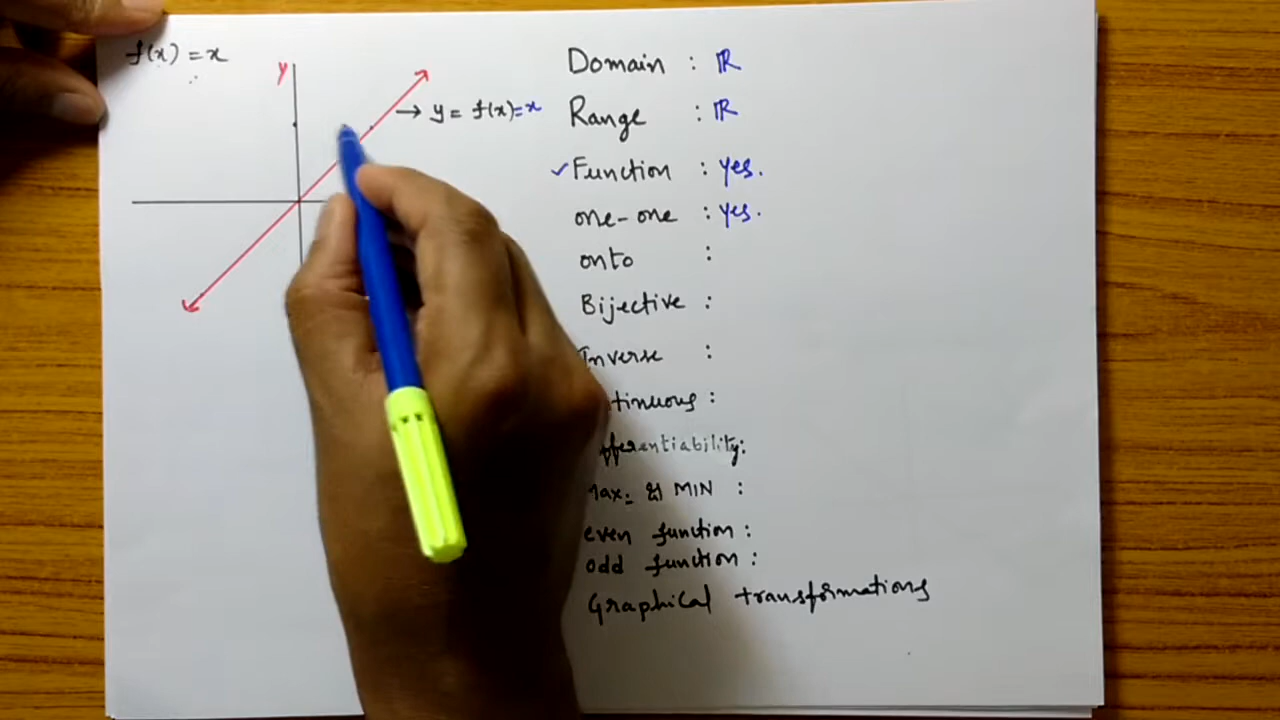 f(x) = x
y
→ y = f(x)=x
Domain : ℝ
Range : ℝ
✓Function : yes.
one-one : yes.
onto :
Bijective :
Inverse :
tinuous :
fferentiability:
Max. & MIN :
even function :
odd function :
Graphical transformations